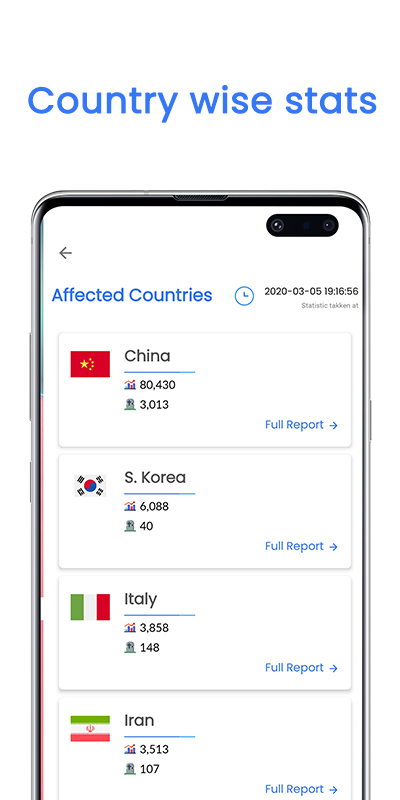 Country wise stats
Affected Countries
2020-03-05 19:16:56
Statistic takken at
China
80,430
3,013
Full Report
S. Korea
6,088
40
Full Report
Italy
3,858
148
Full Report
Iran
3,513
107
Full Report